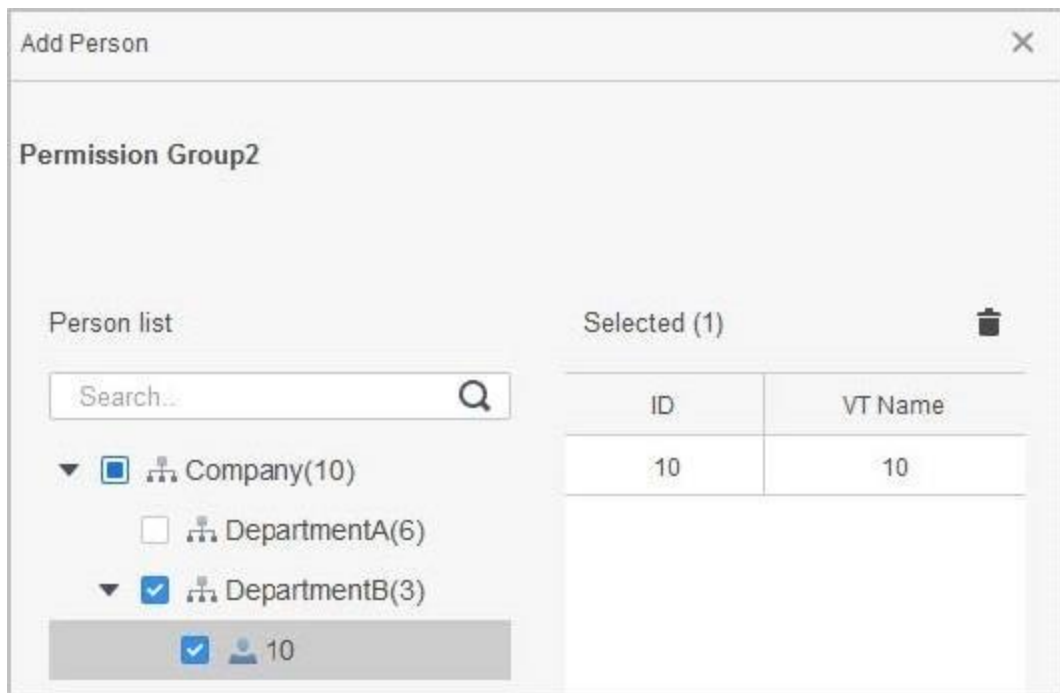 Add Person
Permission Group2
Person list
Search...
Company(10)
DepartmentA(6)
DepartmentB(3)
10
Selected (1)
ID VT Name
10 10